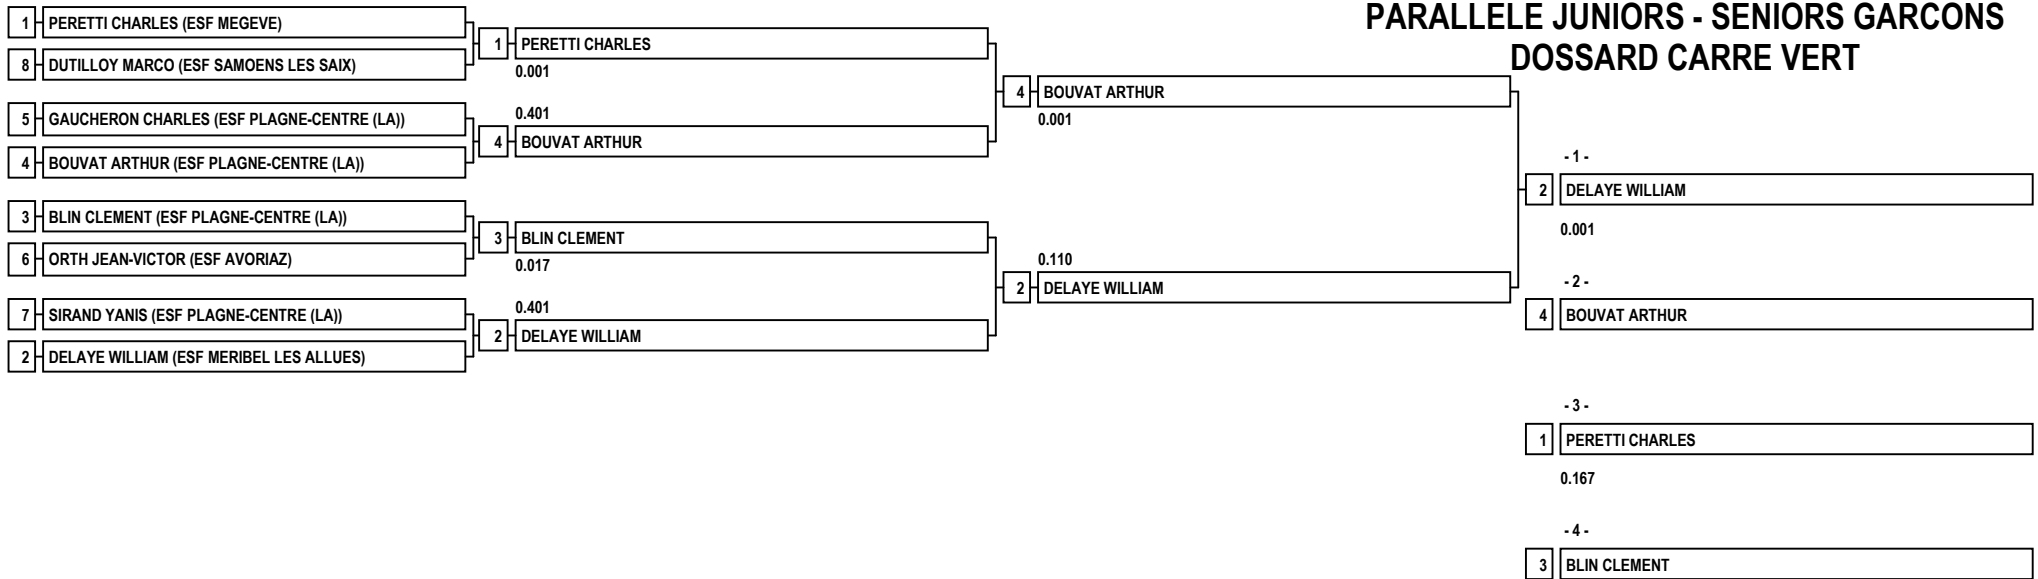 PARALLELE JUNIORS - SENIORS GARCONS
DOSSARD CARRE VERT
1 PERETTI CHARLES (ESF MEGEVE)
8 DUTILLOY MARCO (ESF SAMOENS LES SAIX)
5 GAUCHERON CHARLES (ESF PLAGNE-CENTRE (LA))
4 BOUVAT ARTHUR (ESF PLAGNE-CENTRE (LA))
3 BLIN CLEMENT (ESF PLAGNE-CENTRE (LA))
6 ORTH JEAN-VICTOR (ESF AVORIAZ)
7 SIRAND YANIS (ESF PLAGNE-CENTRE (LA))
2 DELAYE WILLIAM (ESF MERIBEL LES ALLUES)
1 PERETTI CHARLES
0.001
0.401
4 BOUVAT ARTHUR
3 BLIN CLEMENT
0.017
0.401
2 DELAYE WILLIAM
4 BOUVAT ARTHUR
0.001
0.110
2 DELAYE WILLIAM
- 1 -
2 DELAYE WILLIAM
0.001
- 2 -
4 BOUVAT ARTHUR
- 3 -
1 PERETTI CHARLES
0.167
- 4 -
3 BLIN CLEMENT